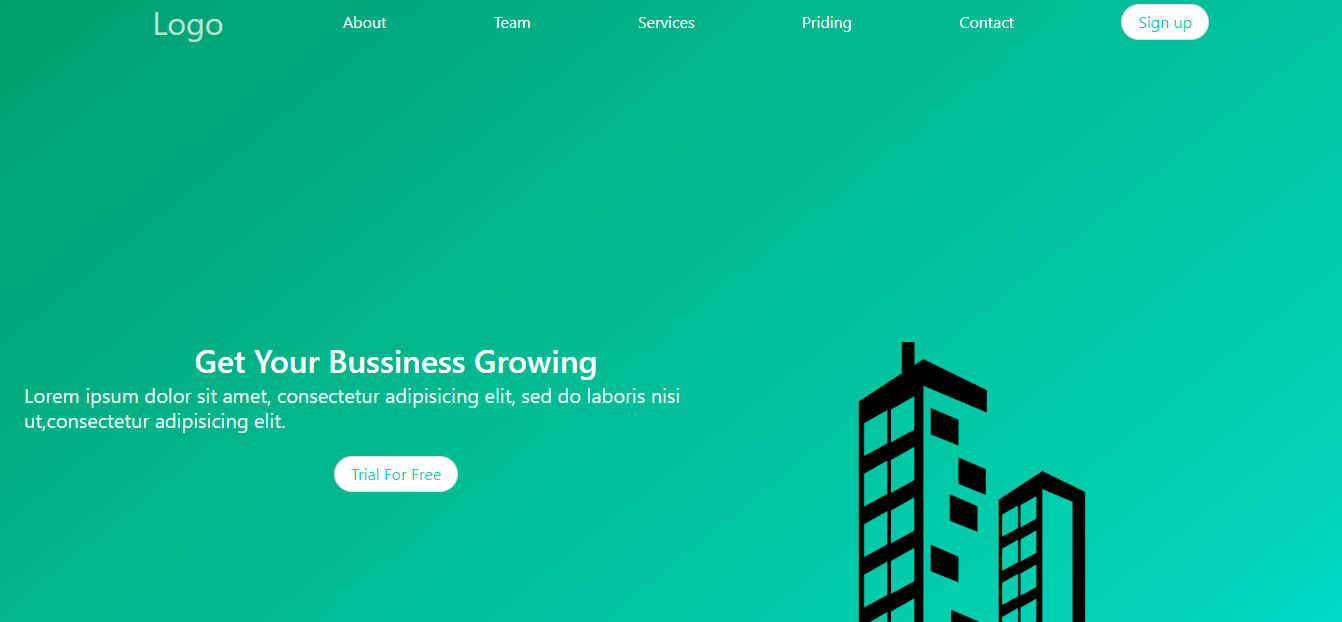 Logo About Team Services Priding Contact Sign up
Get Your Bussiness Growing
Lorem ipsum dolor sit amet, consectetur adipisicing elit, sed do laboris nisi
ut,consectetur adipisicing elit.
Trial For Free